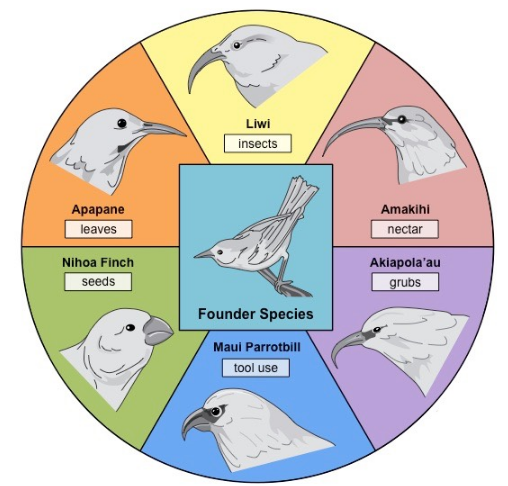 Liwi
insects
Apapane
leaves
Amakihi
nectar
Nihoa Finch
seeds
Akiapola'au
grubs
Founder Species
Maui Parrotbill
tool use